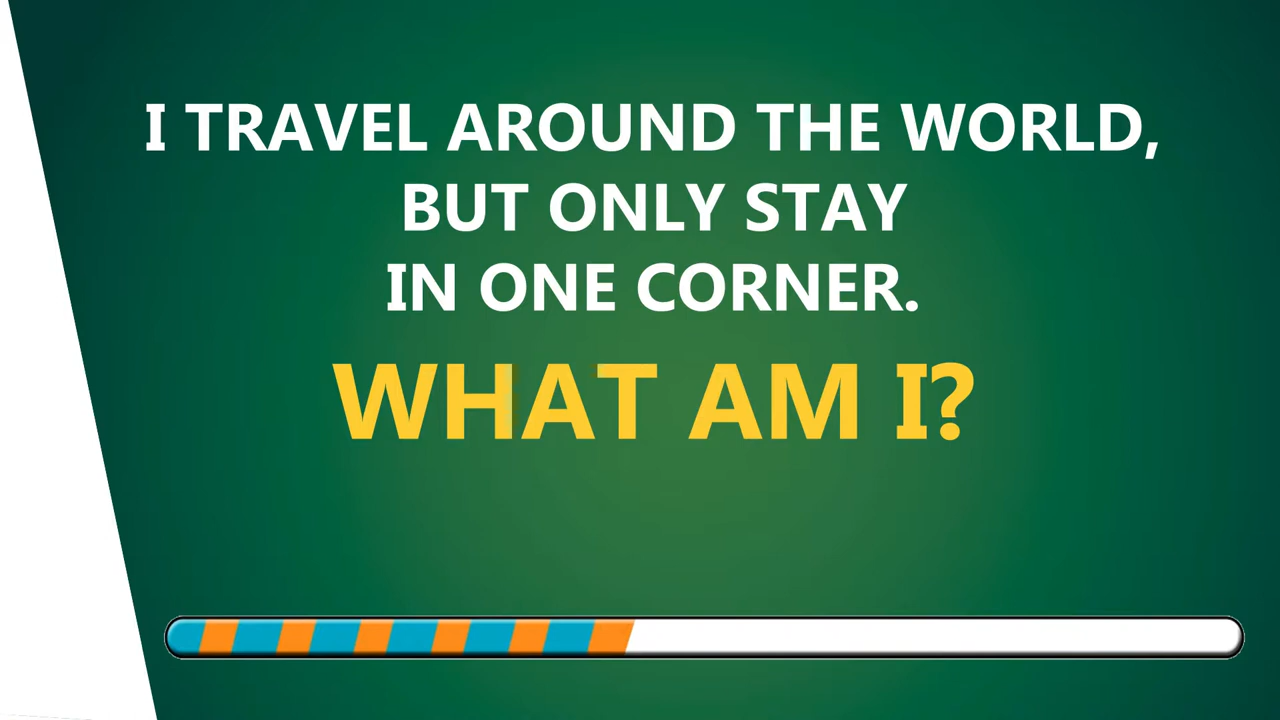 I TRAVEL AROUND THE WORLD,
BUT ONLY STAY
IN ONE CORNER.
WHAT AM I?